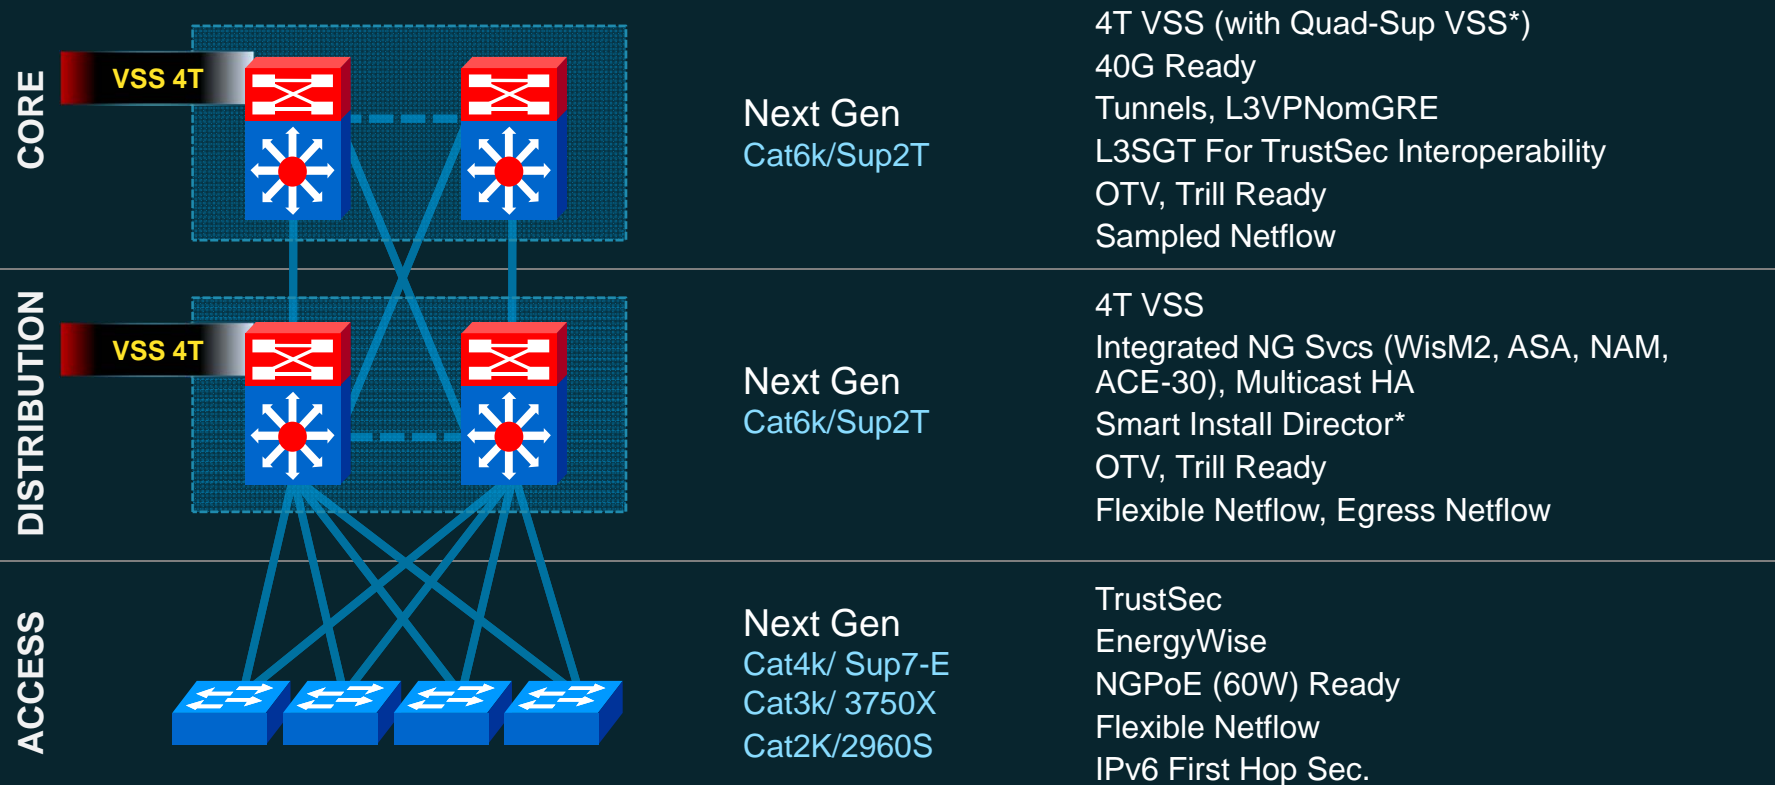 CORE
VSS 4T
Next Gen
Cat6k/Sup2T
4T VSS (with Quad-Sup VSS*)
40G Ready
Tunnels, L3VPNomGRE
L3SGT For TrustSec Interoperability
OTV, Trill Ready
Sampled Netflow
DISTRIBUTION
VSS 4T
Next Gen
Cat6k/Sup2T
4T VSS
Integrated NG Svcs (WisM2, ASA, NAM,
ACE-30), Multicast HA
Smart Install Director*
OTV, Trill Ready
Flexible Netflow, Egress Netflow
ACCESS
Next Gen
Cat4k/ Sup7-E
Cat3k/ 3750X
Cat2K/2960S
TrustSec
EnergyWise
NGPoE (60W) Ready
Flexible Netflow
IPv6 First Hop Sec.